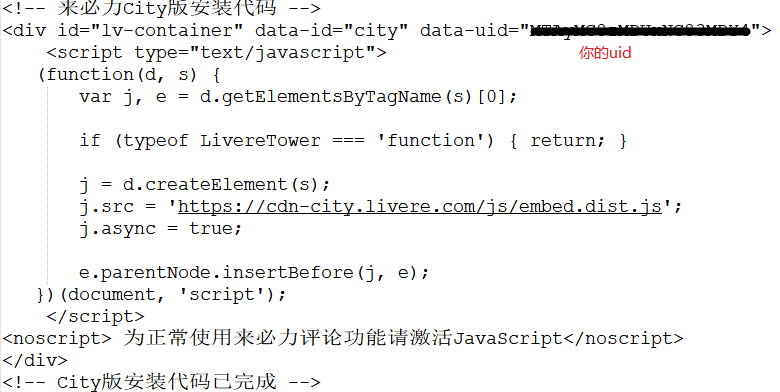 <!-- 来必力City版安装代码 -->
<div id="lv-container" data-id="city" data-uid="">
你的uid
<script type="text/javascript">
(function(d, s) {
var j, e = d.getElementsByTagName(s)[0];
if (typeof LivereTower === 'function') { return; }
j = d.createElement(s);
j.src = 'https://cdn-city.livere.com/js/embed.dist.js';
j.async = true;
e.parentNode.insertBefore(j, e);
})(document, 'script');
</script>
<noscript> 为正常使用来必力评论功能请激活JavaScript</noscript>
</div>
<!-- City版安装代码已完成 -->